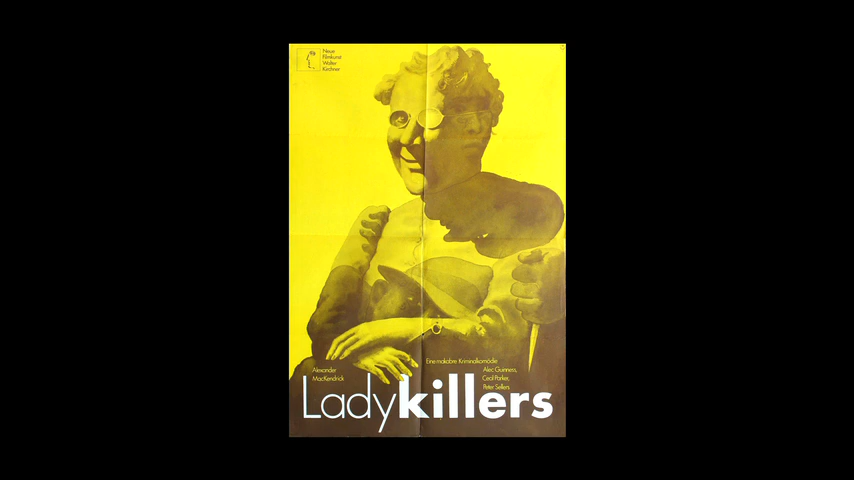 Neue
Filmkunst
Walter
Kirchner
Eine makabre Kriminalkomödie
Alexander
MacKendrick
Alec Guinness,
Cecil Parker,
Peter Sellers
Ladykillers